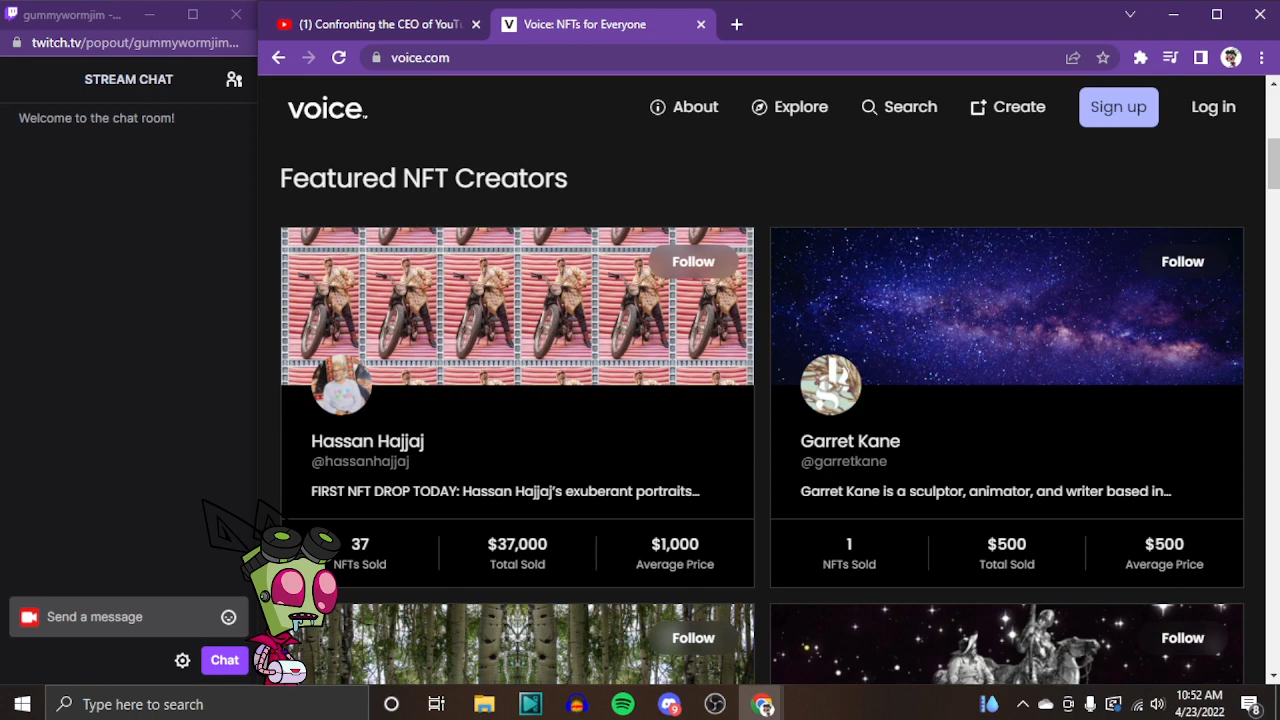 gummywormjim -...
twitch.tv/popout/gummywormjim...
STREAM CHAT
Welcome to the chat room!
Send a message
Chat
(1) Confronting the CEO of YouTu
Voice: NFTs for Everyone
voice.com
voice.
About
Explore
Search
Create
Sign up
Log in
Featured NFT Creators
Follow
Hassan Hajjaj
@hassanhajjaj
FIRST NFT DROP TODAY: Hassan Hajjaj's exuberant portraits...
37
NFTs Sold
$37,000
Total Sold
$1,000
Average Price
Follow
Garret Kane
@garretkane
Garret Kane is a sculptor, animator, and writer based in...
1
NFTs Sold
$500
Total Sold
$500
Average Price
Follow
Follow
Type here to search
9
10:52 AM
4/23/2022
8